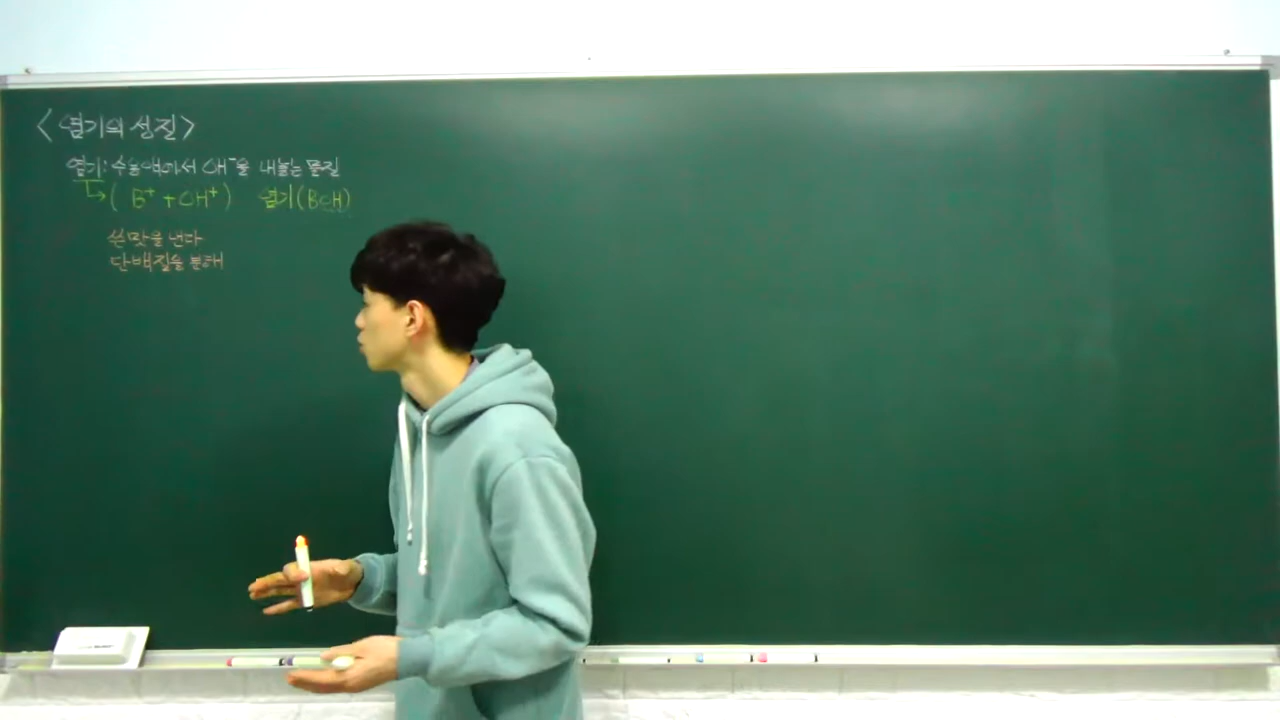 <염기의 성질>
염기: 수용액에서 OH⁻을 내놓는 물질
↳( B⁺ + OH⁺) 염기(BOH)
쓴맛을 낸다
단백질을 분해